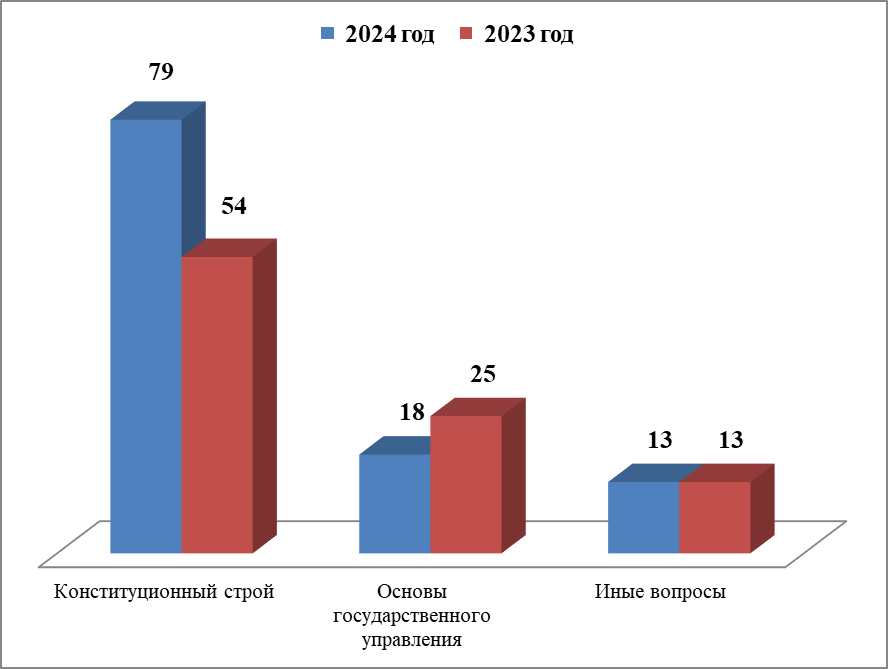 2024 год 2023 год
79
54
18
25
13
13
Конституционный строй
Основы
государственного
управления
Иные вопросы